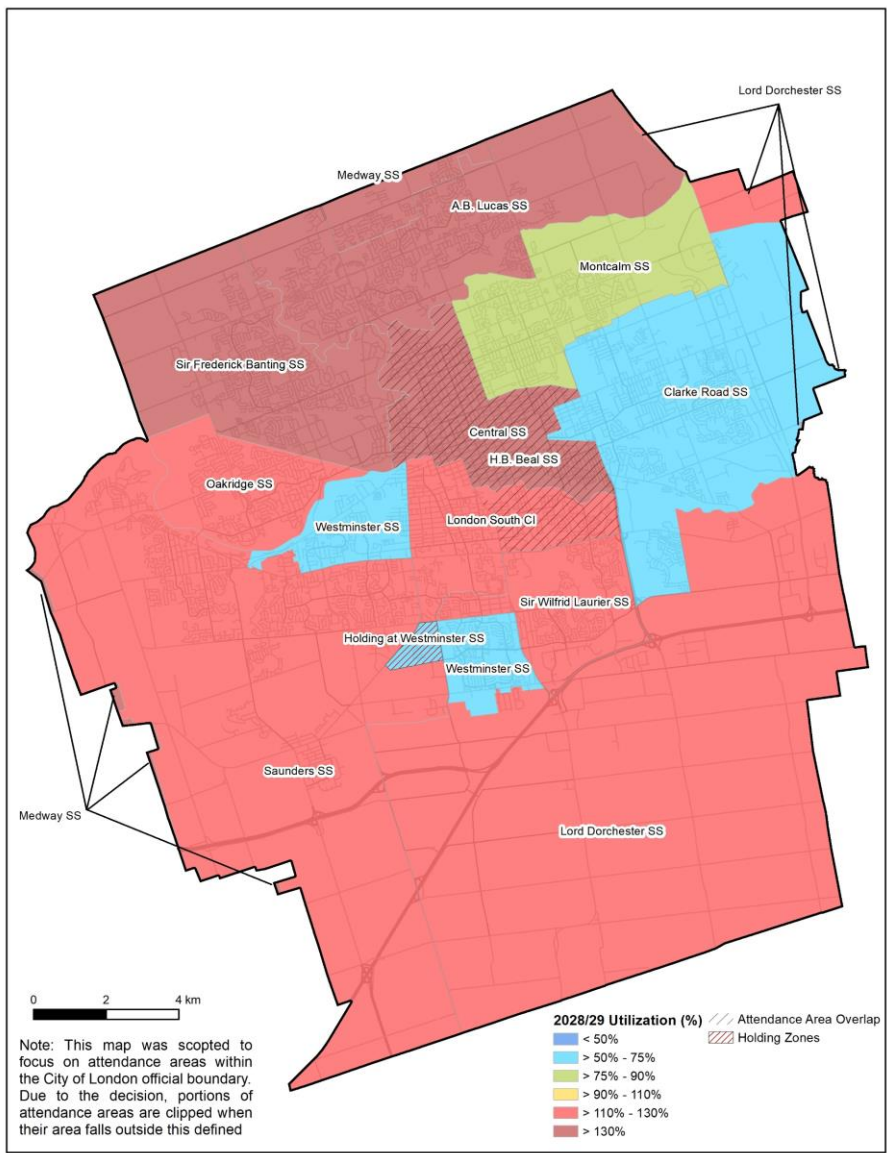 Lord Dorchester SS
Medway SS
A.B. Lucas SS
Montcalm SS
Sir Frederick Banting SS
Clarke Road SS
Central SS
H.B. Beal SS
Oakridge SS
Westminster SS
London South CI
Sir Wilfrid Laurier SS
Holding at Westminster SS
Westminster SS
Saunders SS
Medway SS
Lord Dorchester SS
0 2 4 km
Note: This map was scopted to
focus on attendance areas within
the City of London official boundary.
Due to the decision, portions of
attendance areas are clipped when
their area falls outside this defined
2028/29 Utilization (%)
< 50%
> 50% - 75%
> 75% - 90%
> 90% - 110%
> 110% - 130%
> 130%
Attendance Area Overlap
Holding Zones